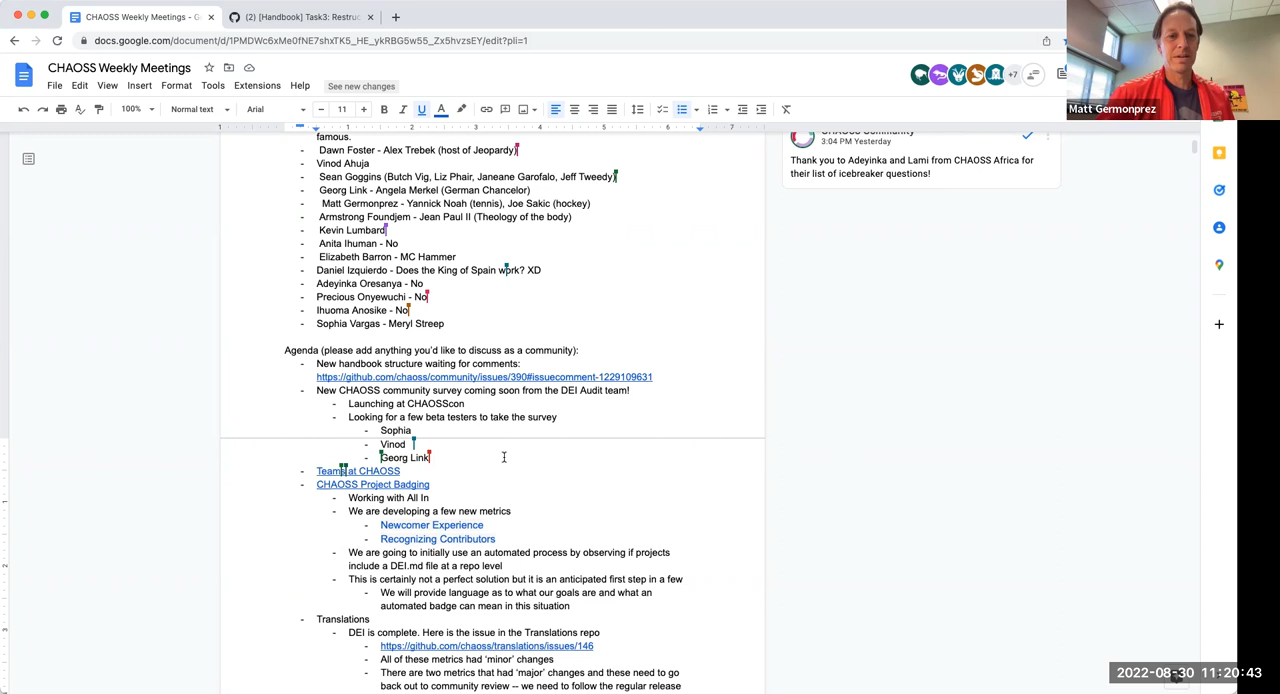 CHAOSS Weekly Meetings - G
(2) [Handbook] Task3: Restruc
docs.google.com/document/d/1PMDWc6xMe0fNE7shxTK5_HE_ykRBG5w55_Zx5hvzsEY/edit?pli=1
CHAOSS Weekly Meetings
File Edit View Insert Format Tools Extensions Help See new changes
+7
100% Normal text Arial 11
1 1 2 3 4 5 6 7
famous.
- Dawn Foster - Alex Trebek (host of Jeopardy)
- Vinod Ahuja
- Sean Goggins (Butch Vig, Liz Phair, Janeane Garofalo, Jeff Tweedy)
- Georg Link - Angela Merkel (German Chancelor)
- Matt Germonprez - Yannick Noah (tennis), Joe Sakic (hockey)
- Armstrong Foundjem - Jean Paul II (Theology of the body)
- Kevin Lumbard
- Anita Ihuman - No
- Elizabeth Barron - MC Hammer
- Daniel Izquierdo - Does the King of Spain work? XD
- Adeyinka Oresanya - No
- Precious Onyewuchi - No
- Ihuoma Anosike - No
- Sophia Vargas - Meryl Streep
Agenda (please add anything you'd like to discuss as a community):
- New handbook structure waiting for comments:
https://github.com/chaoss/community/issues/390#issuecomment-1229109631
- New CHAOSS community survey coming soon from the DEI Audit team!
- Launching at CHAOSScon
- Looking for a few beta testers to take the survey
- Sophia
- Vinod
- Georg Link
- Teams at CHAOSS
- CHAOSS Project Badging
- Working with All In
- We are developing a few new metrics
- Newcomer Experience
- Recognizing Contributors
- We are going to initially use an automated process by observing if projects
include a DEI.md file at a repo level
- This is certainly not a perfect solution but it is an anticipated first step in a few
- We will provide language as to what our goals are and what an
automated badge can mean in this situation
- Translations
- DEI is complete. Here is the issue in the Translations repo
- https://github.com/chaoss/translations/issues/146
- All of these metrics had 'minor' changes
- There are two metrics that had 'major' changes and these need to go
back out to community review -- we need to follow the regular release
3:04 PM Yesterday
Thank you to Adeyinka and Lami from CHAOSS Africa for
their list of icebreaker questions!
Matt Germonprez
2022-08-30 11:20:43